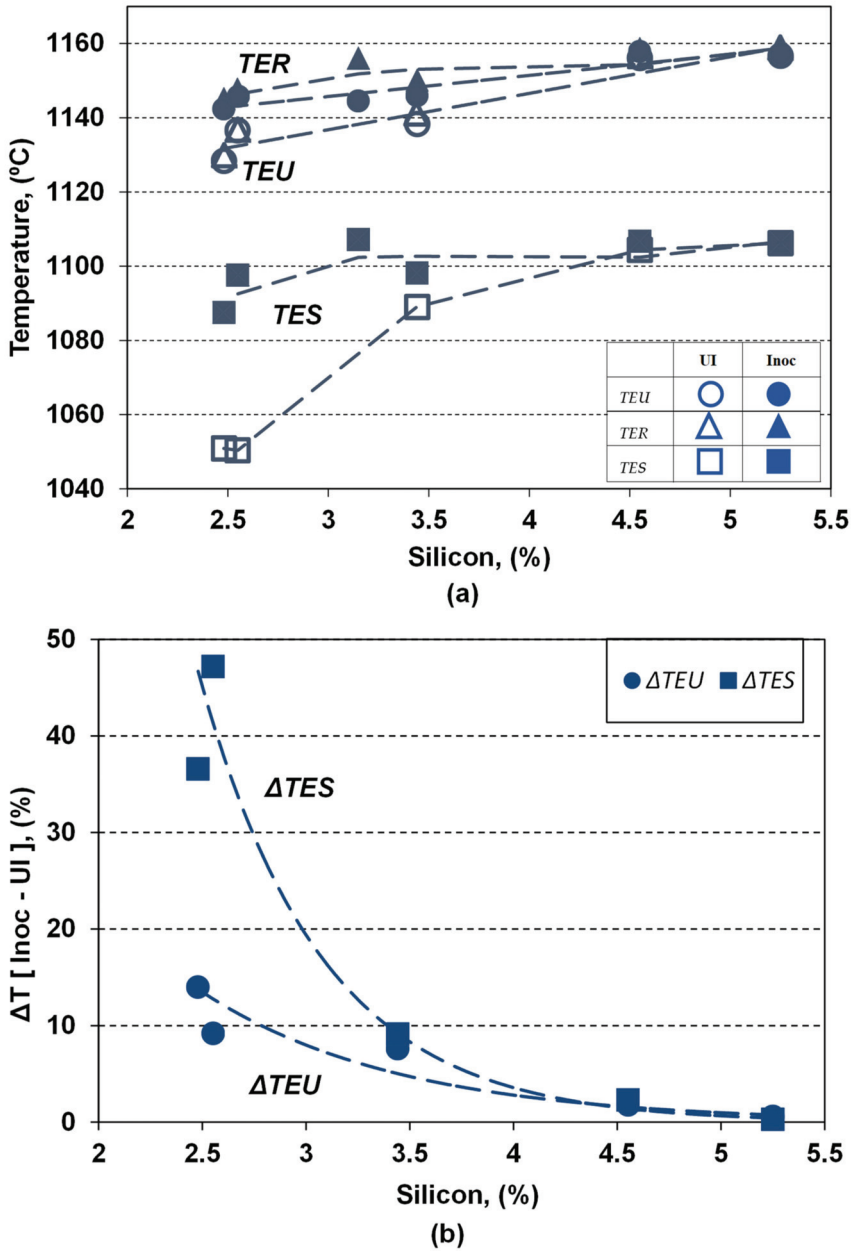 1160
1140
1120
1100
1080
1060
1040
Temperature, (ºC)
TER
TEU
TES
UI Inoc
TEU
TER
TES
2 2.5 3 3.5 4 4.5 5 5.5
Silicon, (%)
(a)
50
40
30
20
10
0
ΔT [ Inoc - UI ], (%)
ΔTEU ΔTES
ΔTES
ΔTEU
2 2.5 3 3.5 4 4.5 5 5.5
Silicon, (%)
(b)